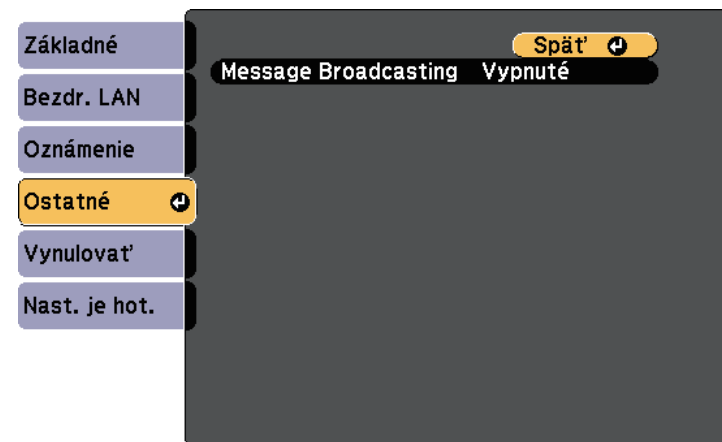 Základné
Bezdr. LAN
Oznámenie
Ostatné
Vynulovať
Nast. je hot.
Späť
Message Broadcasting Vypnuté